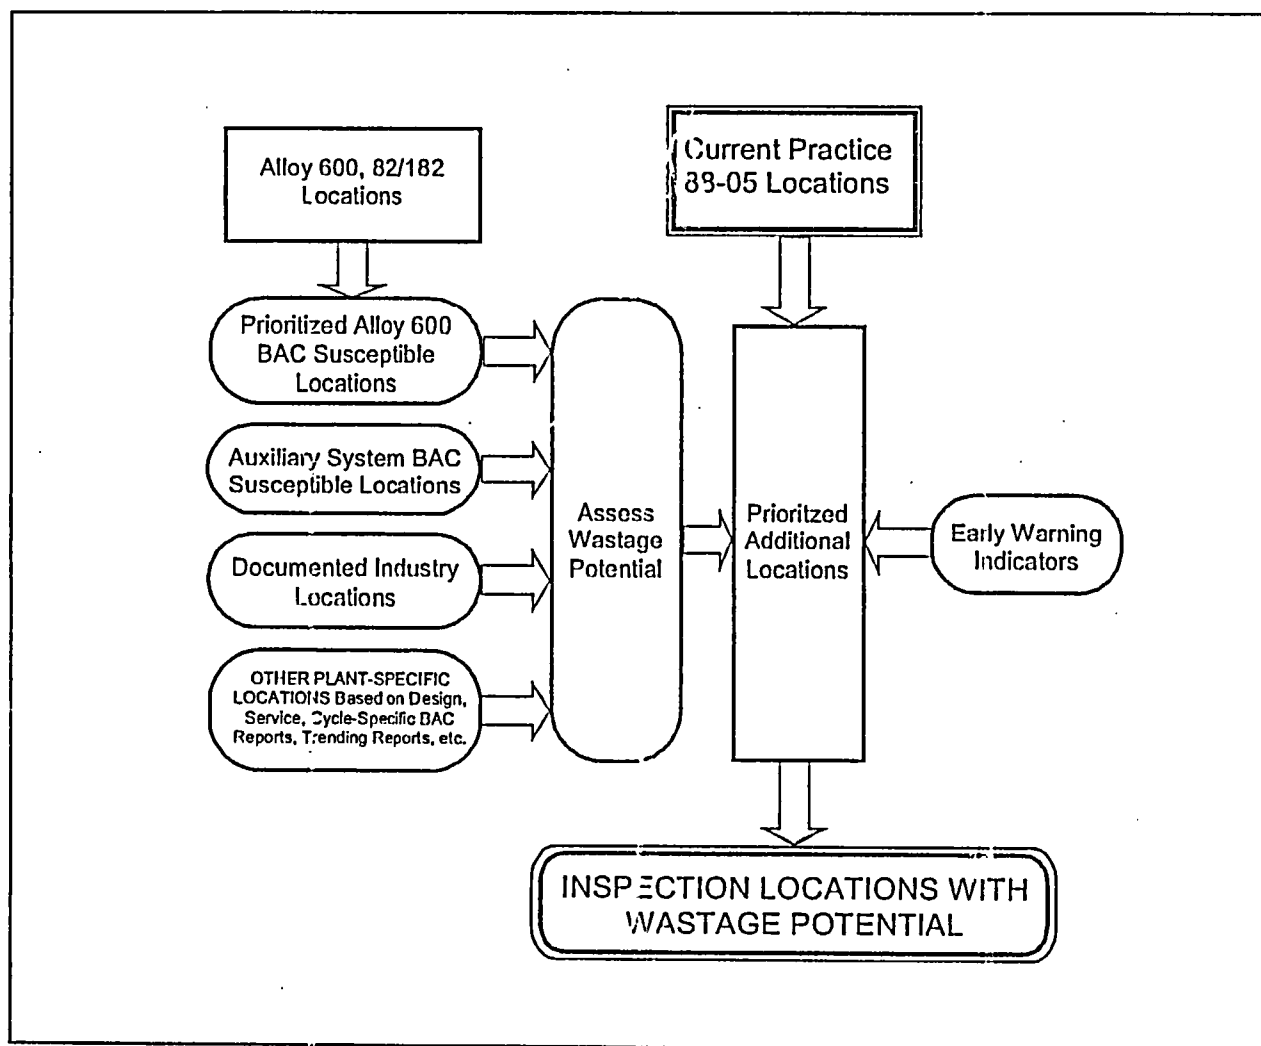 Alloy 600, 82/182
Locations
Current Practice
88-05 Locations
Prioritized Alloy 600
BAC Susceptible
Locations
Auxiliary System BAC
Susceptible Locations
Documented Industry
Locations
OTHER PLANT-SPECIFIC
LOCATIONS Based on Design,
Service, Cycle-Specific BAC
Reports, Trending Reports, etc.
Assess
Wastage
Potential
Prioritzed
Additional
Locations
Early Warning
Indicators
INSPECTION LOCATIONS WITH
WASTAGE POTENTIAL